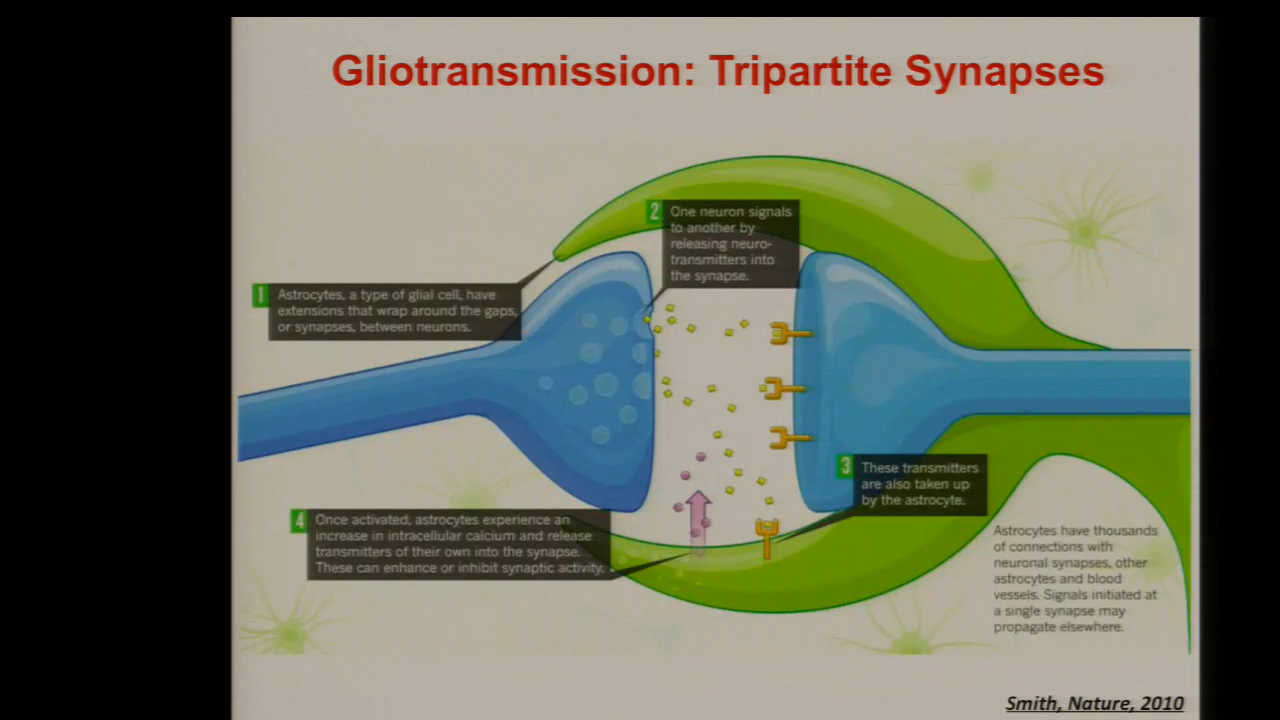 Gliotransmission: Tripartite Synapses
1
Astrocytes, a type of glial cell, have
extensions that wrap around the gaps,
or synapses, between neurons.
2
One neuron signals
to another by
releasing neuro-
transmitters into
the synapse.
3
These transmitters
are also taken up
by the astrocyte.
4
Once activated, astrocytes experience an
increase in intracellular calcium and release
transmitters of their own into the synapse.
These can enhance or inhibit synaptic activity.
Astrocytes have thousands
of connections with
neuronal synapses, other
astrocytes and blood
vessels. Signals initiated at
a single synapse may
propagate elsewhere.
Smith, Nature, 2010